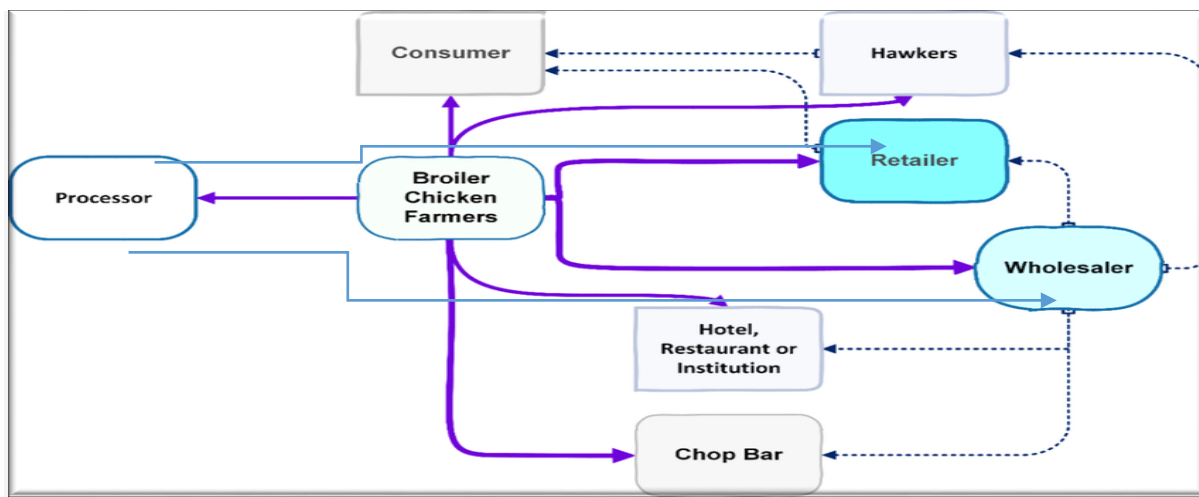 Consumer
Hawkers
Retailer
Processor
Broiler
Chicken
Farmers
Wholesaler
Hotel,
Restaurant or
Institution
Chop Bar